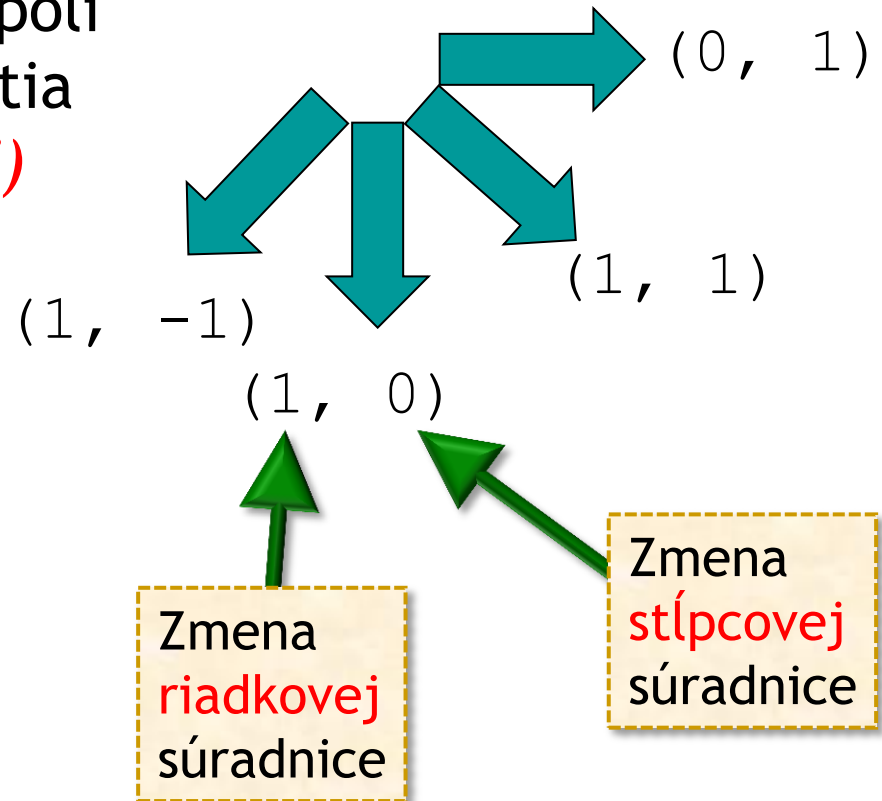 (0, 1)
(1, 1)
(1, -1)
(1, 0)
Zmena
stĺpcovej
súradnice
Zmena
riadkovej
súradnice